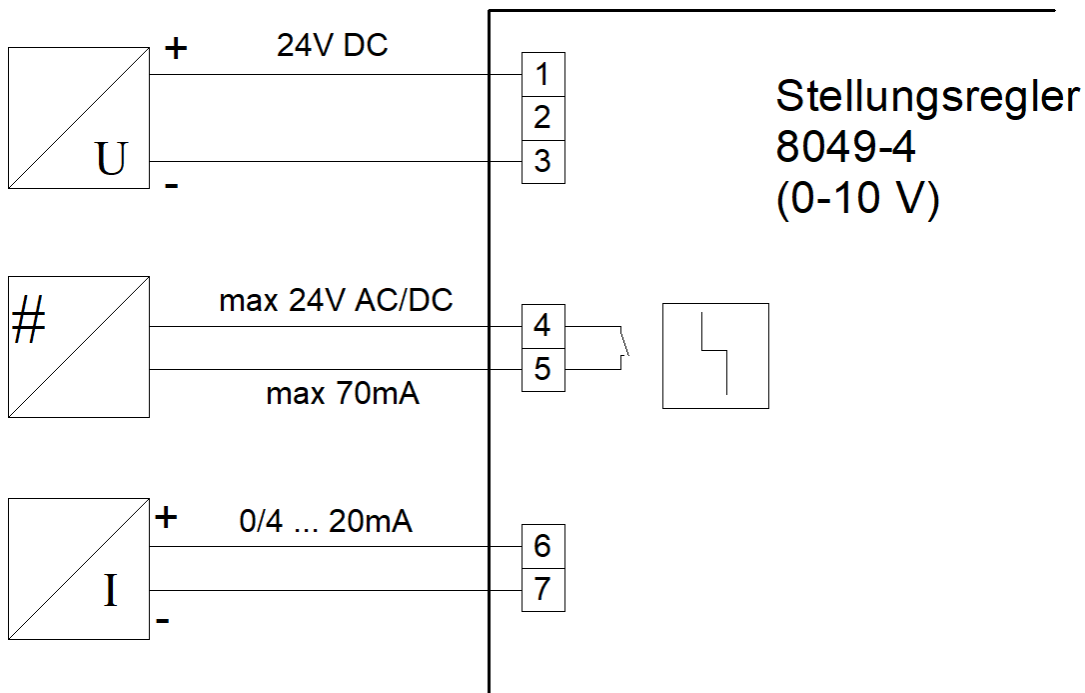 +
24V DC
U
-
1
2
3
Stellungsregler
8049-4
(0-10 V)
#
max 24V AC/DC
max 70mA
4
5
+
0/4 ... 20mA
I
-
6
7